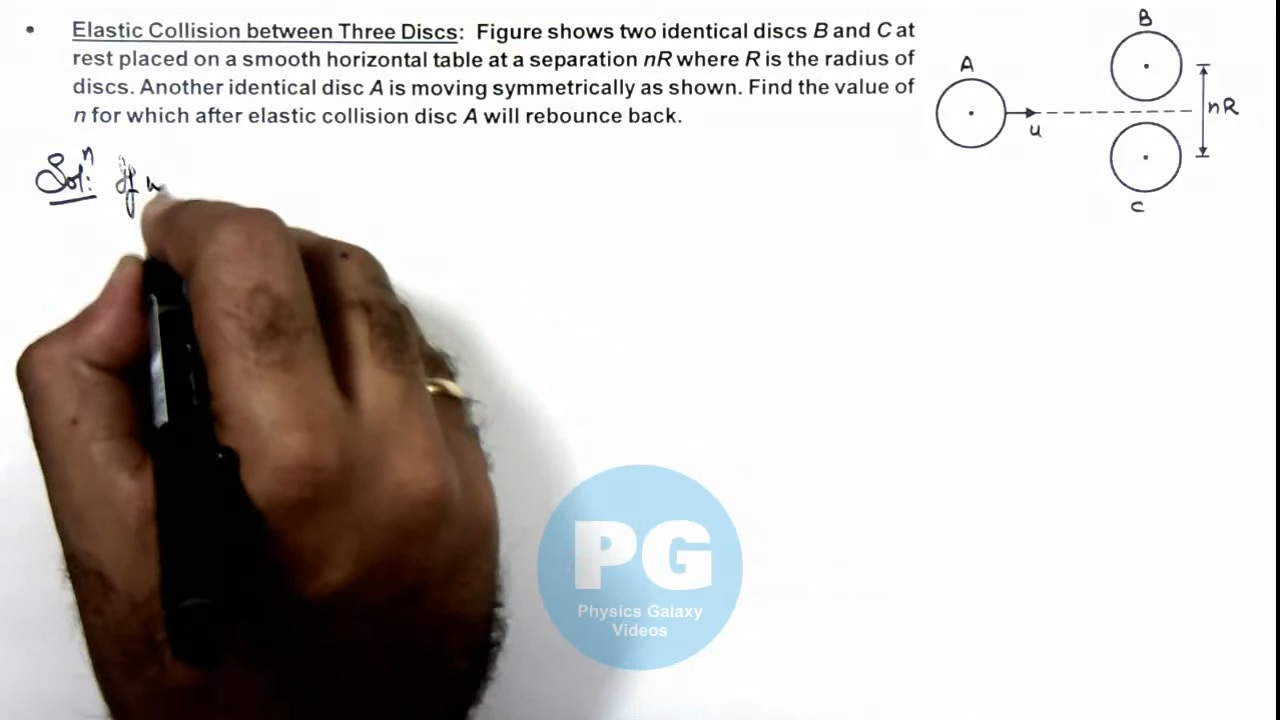 • Elastic Collision between Three Discs: Figure shows two identical discs B and C at
rest placed on a smooth horizontal table at a separation nR where R is the radius of
discs. Another identical disc A is moving symmetrically as shown. Find the value of
n for which after elastic collision disc A will rebounce back.
B
A
u
nR
C
Solⁿ: If
PG
Physics Galaxy
Videos